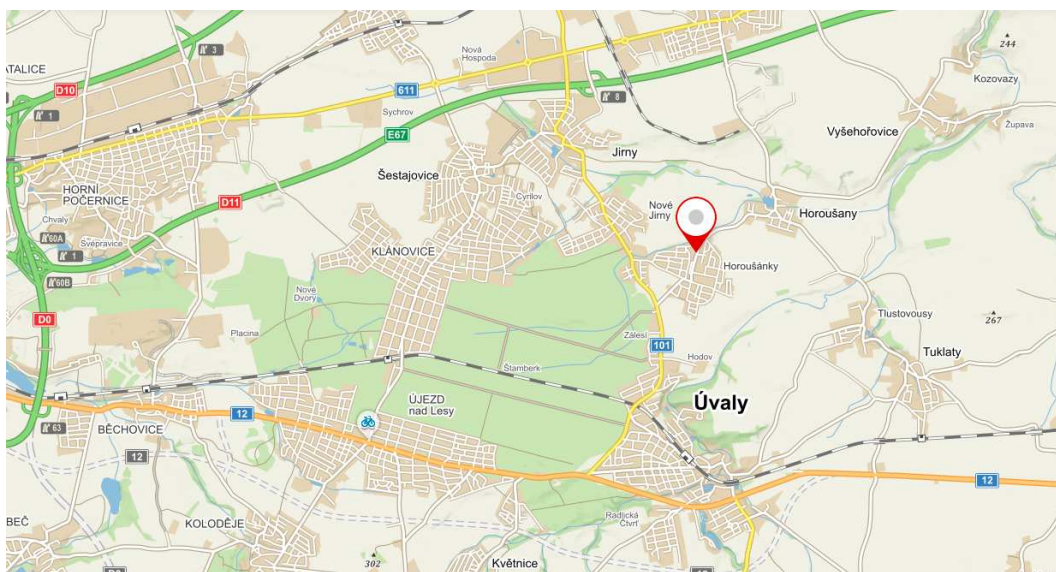 3
Nová
Hospoda
244
ATALICE
Kozovazy
D10
611
8
1
Sychrov
E67
Vyšehořovice
Župava
Jirny
Šestajovice
HORNÍ
POČERNICE
D11
Cyrilov
Nové
Jirny
Horoušany
Chvaly
60A
Svépravice
KLÁNOVICE
1
Horoušánky
60B
Nové
Dvory
Tlustovousy
D0
267
Placina
Zálesí
101
Tuklaty
Hodov
Štamberk
ÚJEZD
nad Lesy
Úvaly
12
63
BĚCHOVICE
12
12
Radlická
Čtvrť
BEČ
KOLODĚJE
302
Květnice